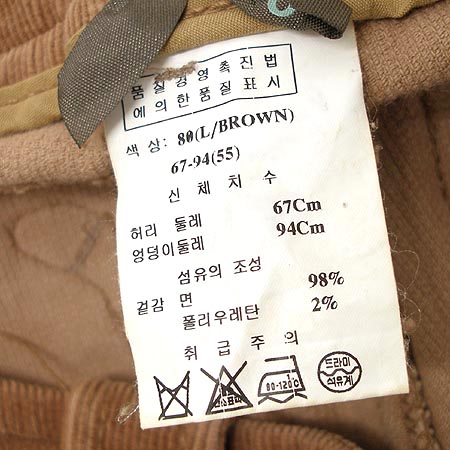 품질경영촉진법
에의한품질표시
색 상: 80(L/BROWN)
67-94(55)
신 체 치 수
허리 둘레 67Cm
엉덩이둘레 94Cm
섬유의 조성
겉감 면 98%
폴리우레탄 2%
취 급 주 의
80-120°C
드라이
석유계